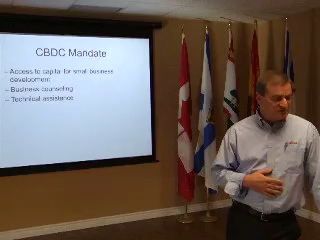 CBDC Mandate
– Access to capital for small business
development
– Business counseling
– Technical assistance